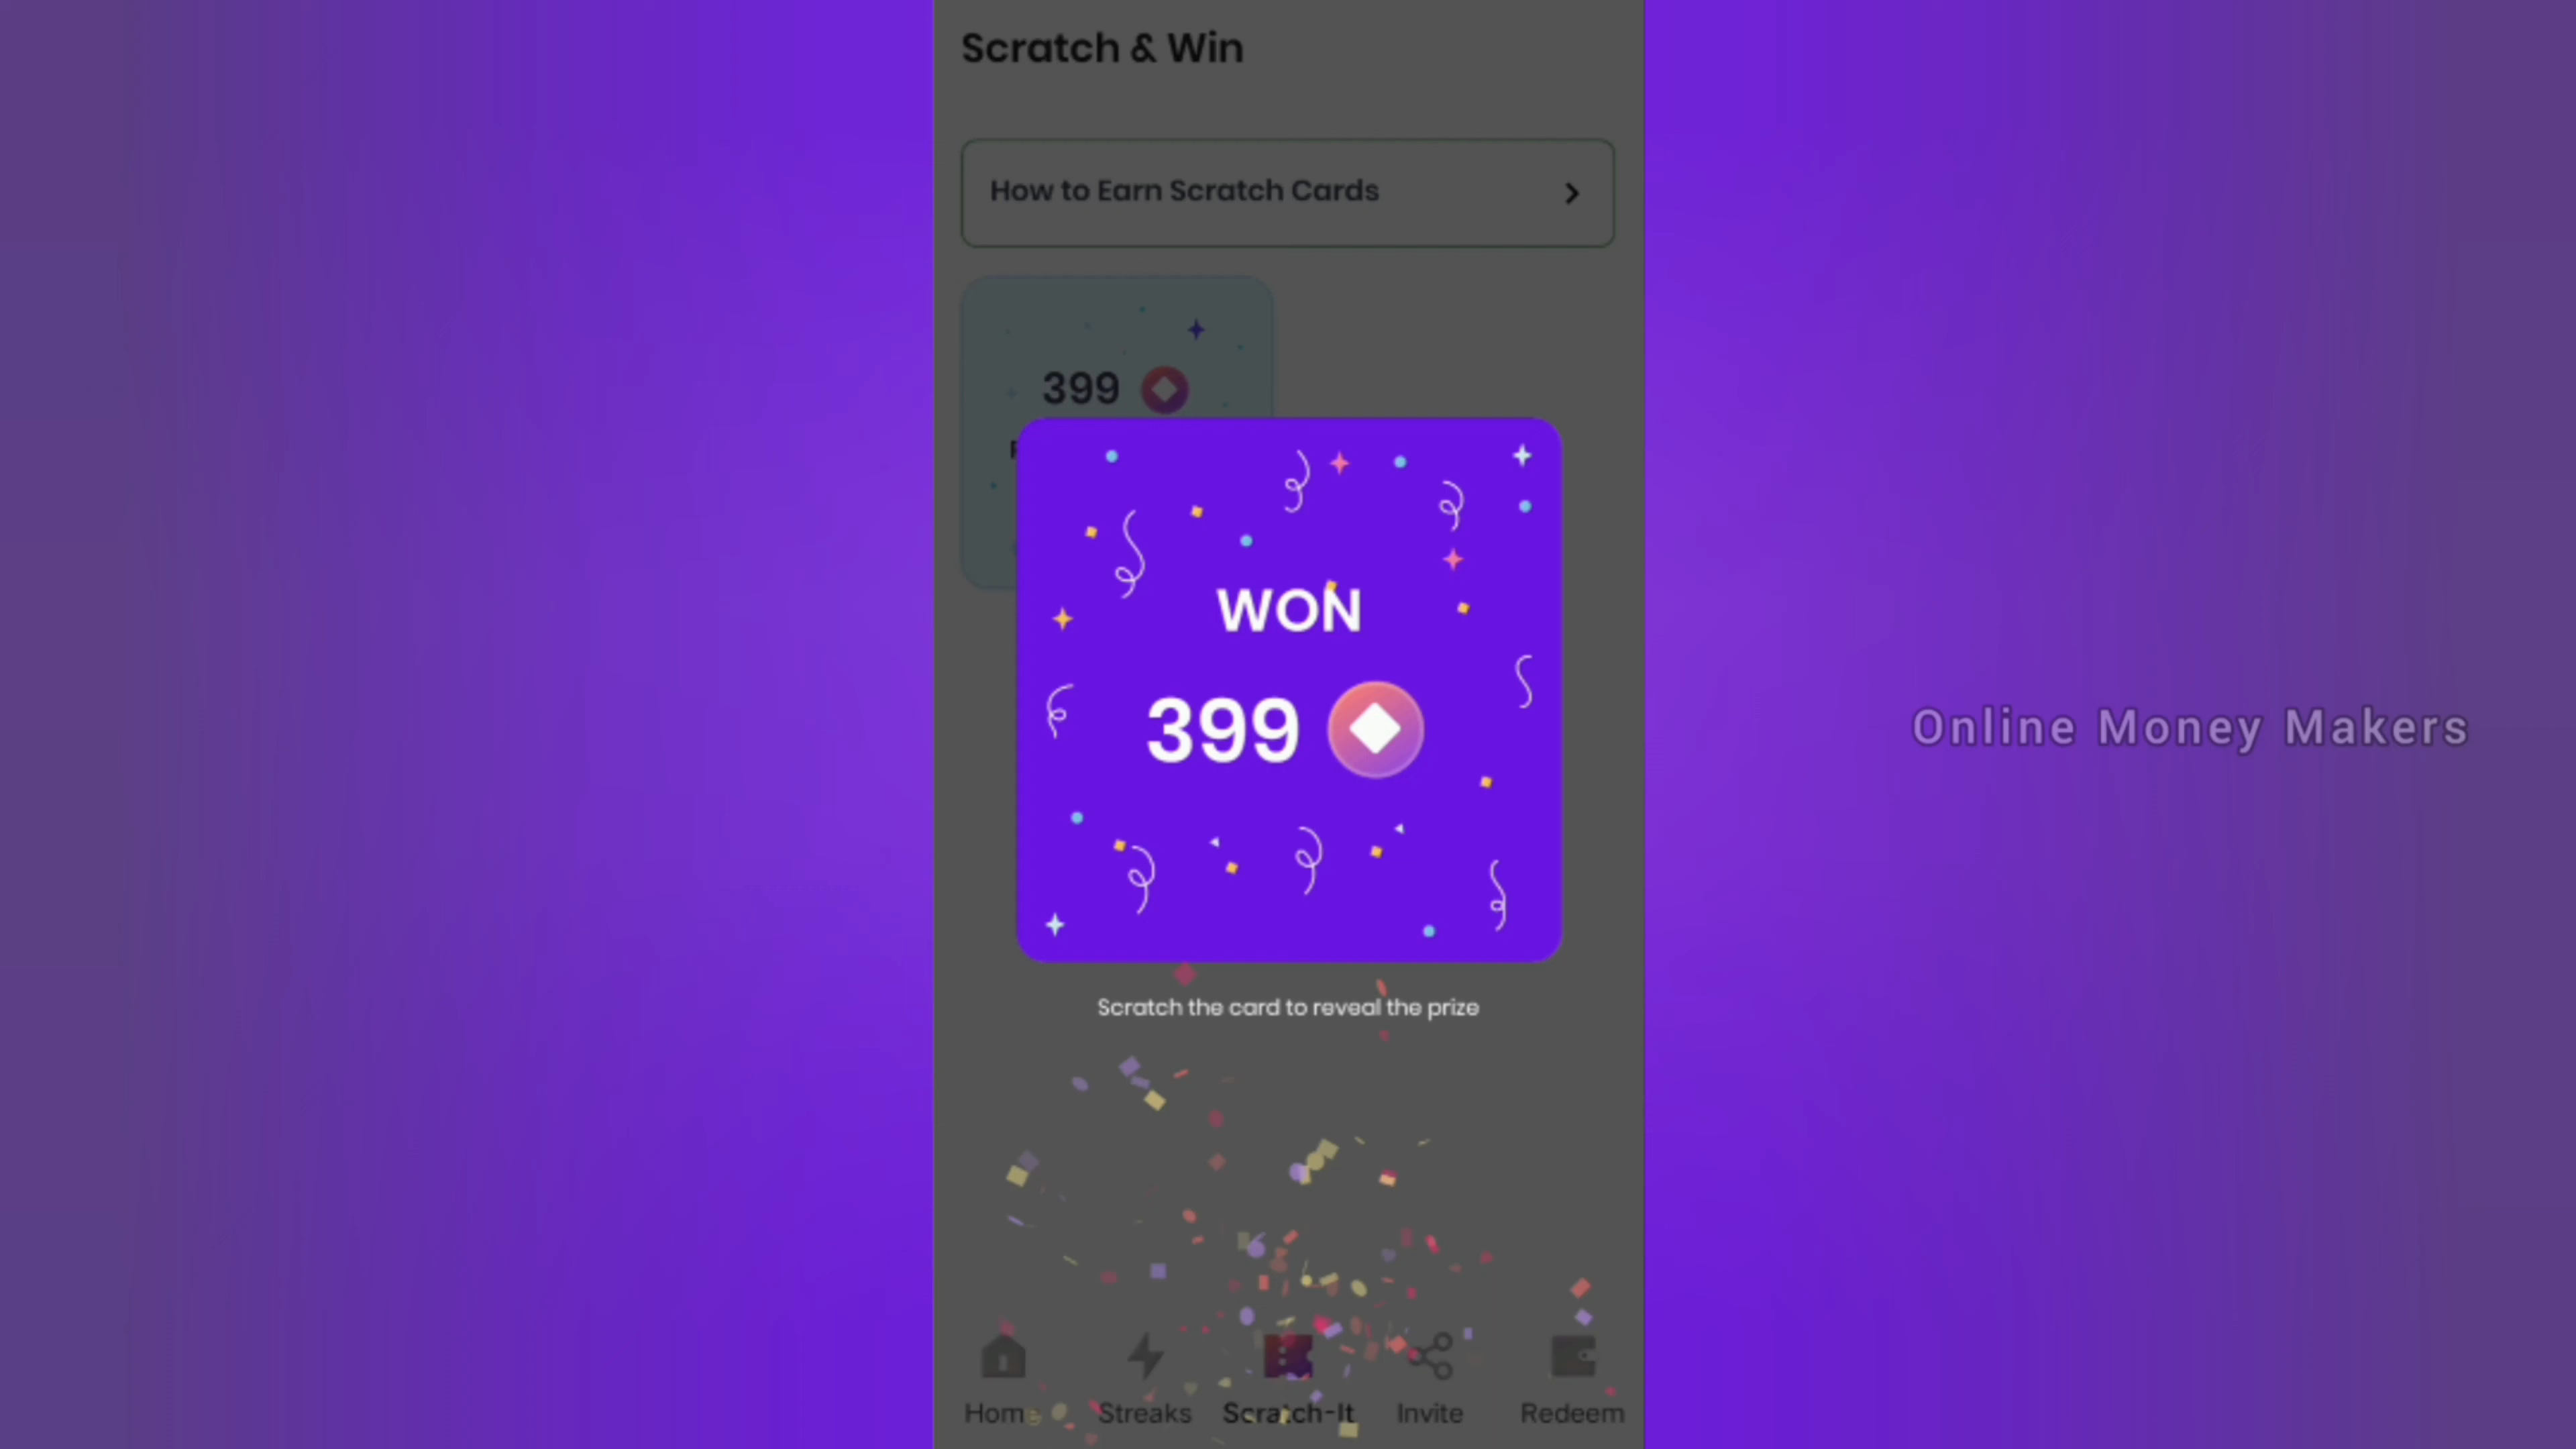 Scratch & Win
How to Earn Scratch Cards
399
WON
399
Scratch the card to reveal the prize
Online Money Makers
Home
Streaks
Scratch-It
Invite
Redeem